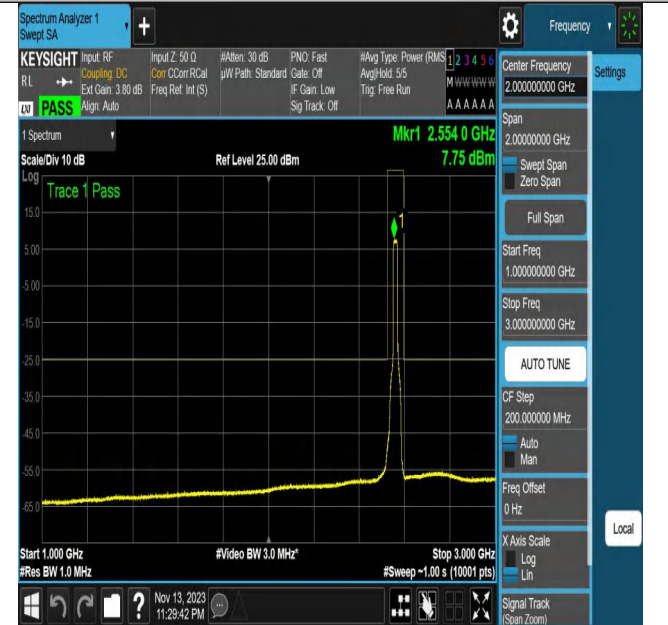 Spectrum Analyzer 1
Swept SA
+
Frequency
KEYSIGHT
RL
LXI
PASS
Input: RF
Coupling: DC
Ext Gain: 3.80 dB
Align: Auto
Input Z: 50 Ω
Corr CCorr RCal
Freq Ref: Int (S)
#Atten: 30 dB
µW Path: Standard
PNO: Fast
Gate: Off
IF Gain: Low
Sig Track: Off
#Avg Type: Power (RMS
Avg|Hold: 5/5
Trig: Free Run
1 2 3 4 5 6
M W W W W W
A A A A A A
1 Spectrum
Scale/Div 10 dB
Log
Ref Level 25.00 dBm
Mkr1 2.554 0 GHz
7.75 dBm
Trace 1 Pass
1
15.0
5.00
-5.00
-15.0
-25.0
-35.0
-45.0
-55.0
-65.0
Start 1.000 GHz
#Res BW 1.0 MHz
#Video BW 3.0 MHz*
Stop 3.000 GHz
#Sweep ~1.00 s (10001 pts)
Center Frequency
2.000000000 GHz
Settings
Span
2.00000000 GHz
Swept Span
Zero Span
Full Span
Start Freq
1.000000000 GHz
Stop Freq
3.000000000 GHz
AUTO TUNE
CF Step
200.000000 MHz
Auto
Man
Freq Offset
0 Hz
X Axis Scale
Log
Lin
Local
Signal Track
(Span Zoom)
?
Nov 13, 2023
11:29:42 PM